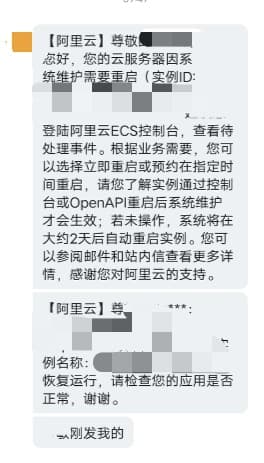 【阿里云】尊敬
您好，您的云服务器因系
统维护需要重启（实例ID:
登陆阿里云ECS控制台，查看待
处理事件。根据业务需要，您可
以选择立即重启或预约在指定时
间重启，请您了解实例通过控制
台或OpenAPI重启后系统维护
才会生效；若未操作，系统将在
大约2天后自动重启实例。您可
以参阅邮件和站内信查看更多详
情，感谢您对阿里云的支持。
【阿里云】尊 ***:
例名称：
恢复运行，请检查您的应用是否
正常，谢谢。
刚发我的